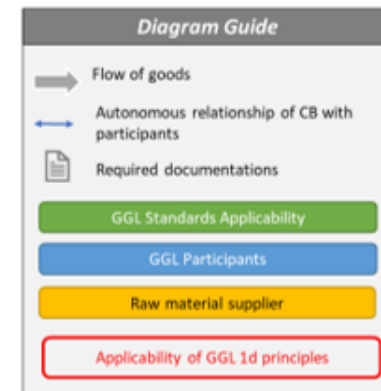 Diagram Guide
Flow of goods
Autonomous relationship of CB with
participants
Required documentations
GGL Standards Applicability
GGL Participants
Raw material supplier
Applicability of GGL 1d principles